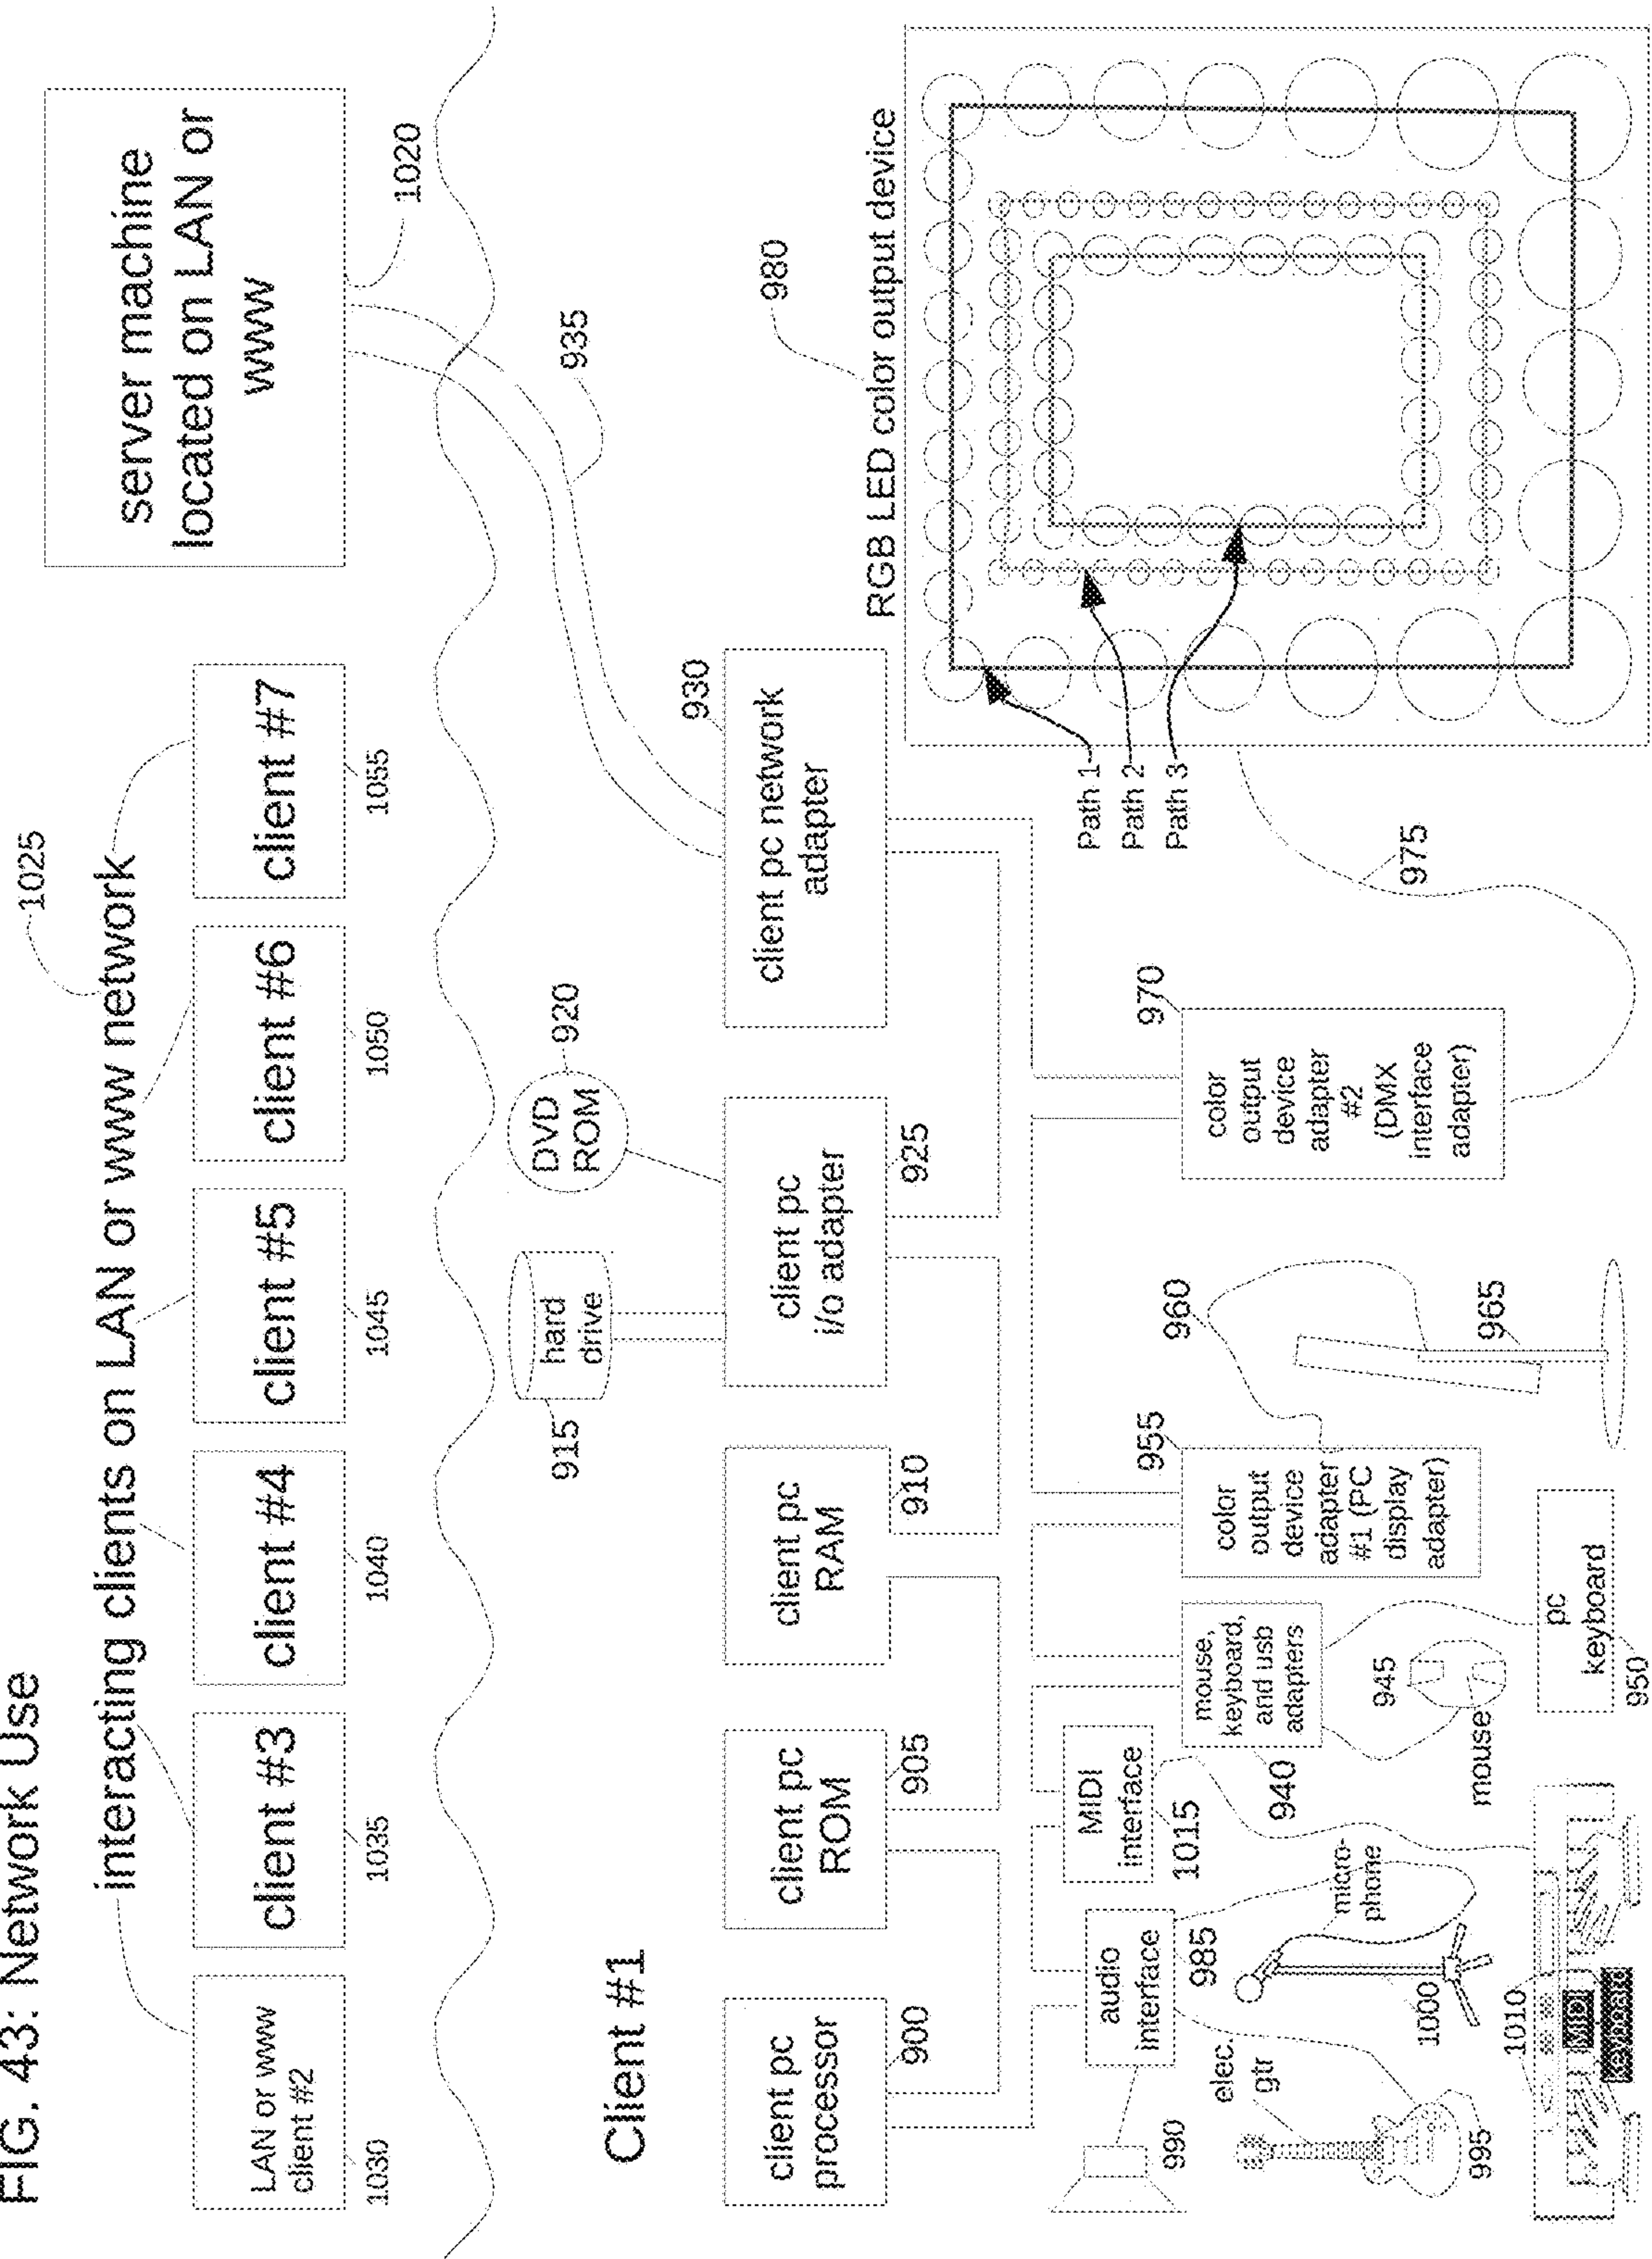 FIG. 43: Network Use
1025
interacting clients on LAN or www network
server machine
located on LAN or
www
1020
LAN or www
client #2
1030
client #3
1035
client #4
1040
client #5
1045
client #6
1050
client #7
1055
935
Client #1
hard
drive
915
DVD
ROM
920
client pc
processor
900
client pc
ROM
905
client pc
RAM
910
client pc
i/o adapter
925
client pc network
adapter
930
980
RGB LED color output device
Path 1
Path 2
Path 3
975
audio
interface
985
MIDI
interface
1015
mouse,
keyboard,
and usb
adapters
940
color
output
device
adapter
#1 (PC
display
adapter)
955
960
965
color
output
device
adapter
#2
(DMX
interface
adapter)
970
990
elec.
gtr
995
micro-
phone
1000
945
mouse
pc
keyboard
950
1010
MIDI
keyboard